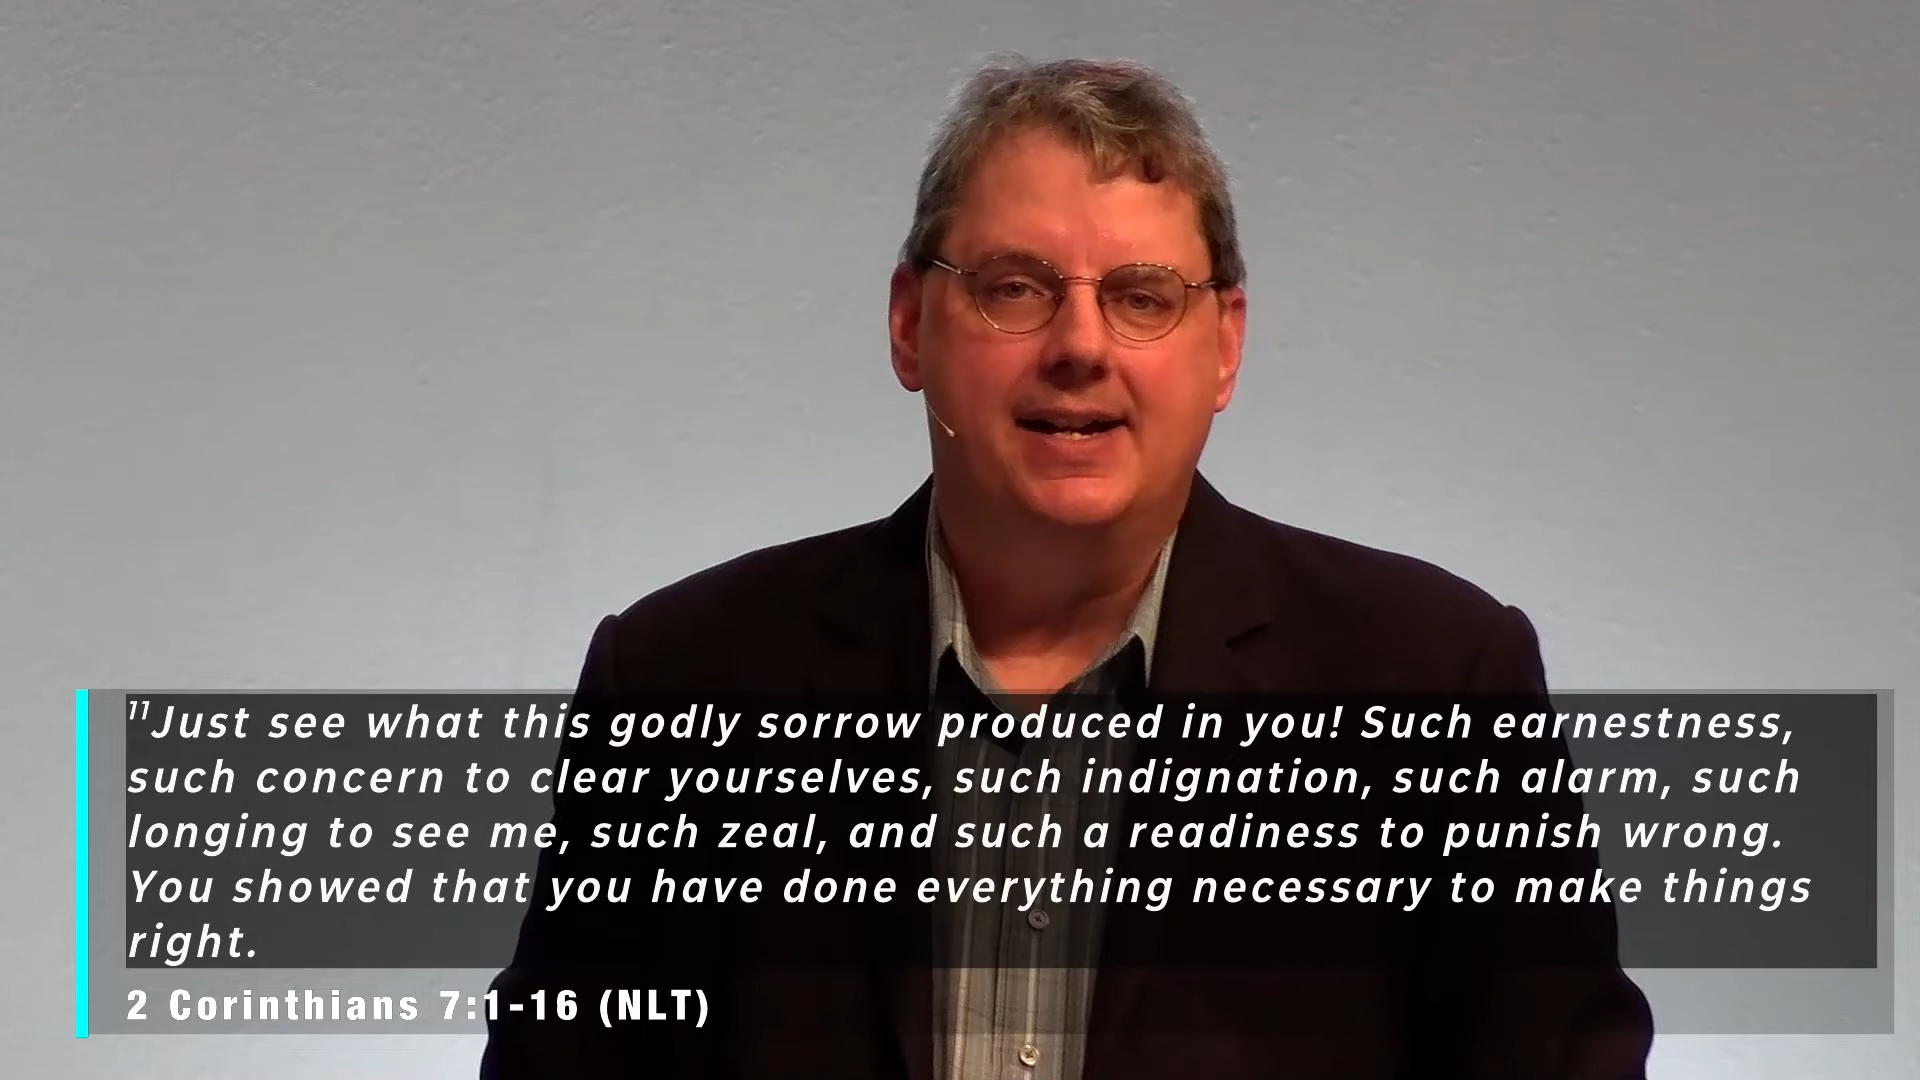 ¹¹Just see what this godly sorrow produced in you! Such earnestness,
such concern to clear yourselves, such indignation, such alarm, such
longing to see me, such zeal, and such a readiness to punish wrong.
You showed that you have done everything necessary to make things
right.
2 Corinthians 7:1-16 (NLT)